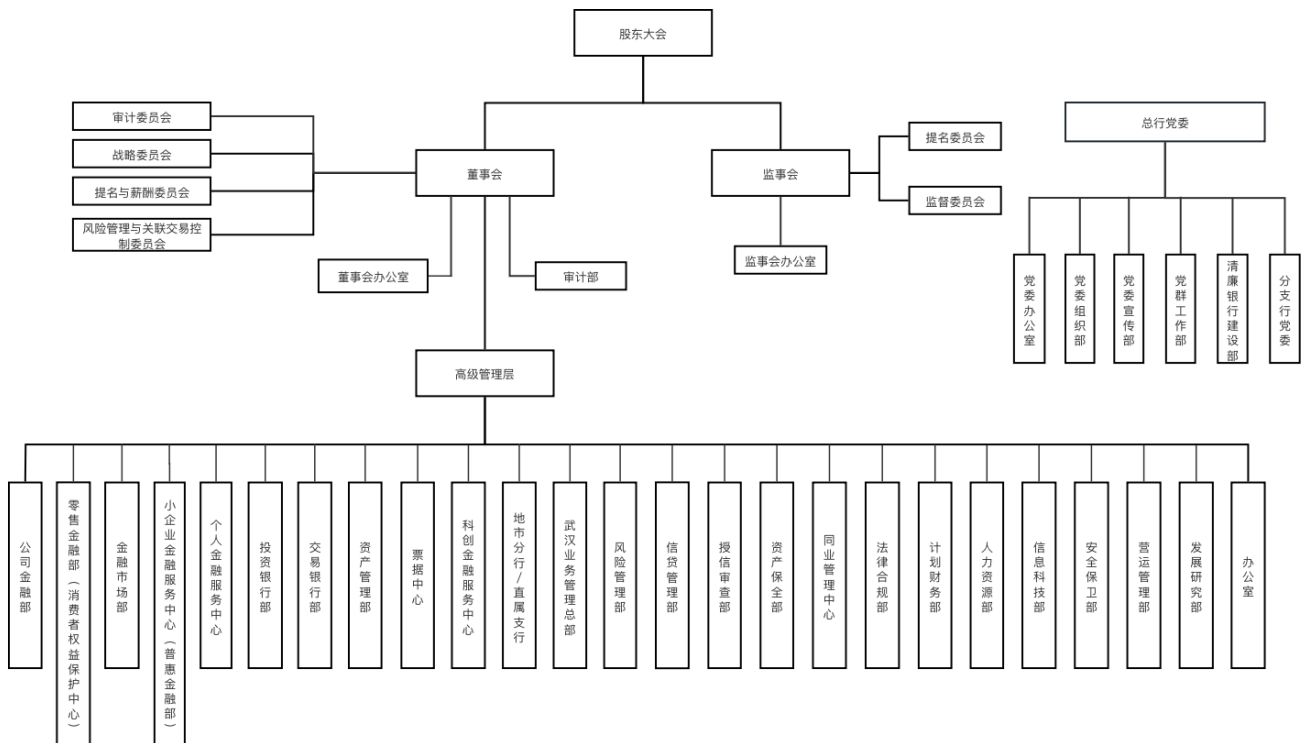 股东大会
审计委员会
战略委员会
提名与薪酬委员会
风险管理与关联交易控
制委员会
董事会
监事会
提名委员会
监督委员会
总行党委
董事会办公室
审计部
监事会办公室
党委办公室
党委组织部
党委宣传部
党群工作部
清廉银行建设部
分支行党委
高级管理层
公司金融部
零售金融部（消费者权益保护中心）
金融市场部
小企业金融服务中心（普惠金融部）
个人金融服务中心
投资银行部
交易银行部
资产管理部
票据中心
科创金融服务中心
地市分行/直属支行
武汉业务管理总部
风险管理部
信贷管理部
授信审查部
资产保全部
同业管理中心
法律合规部
计划财务部
人力资源部
信息科技部
安全保卫部
营运管理部
发展研究部
办公室